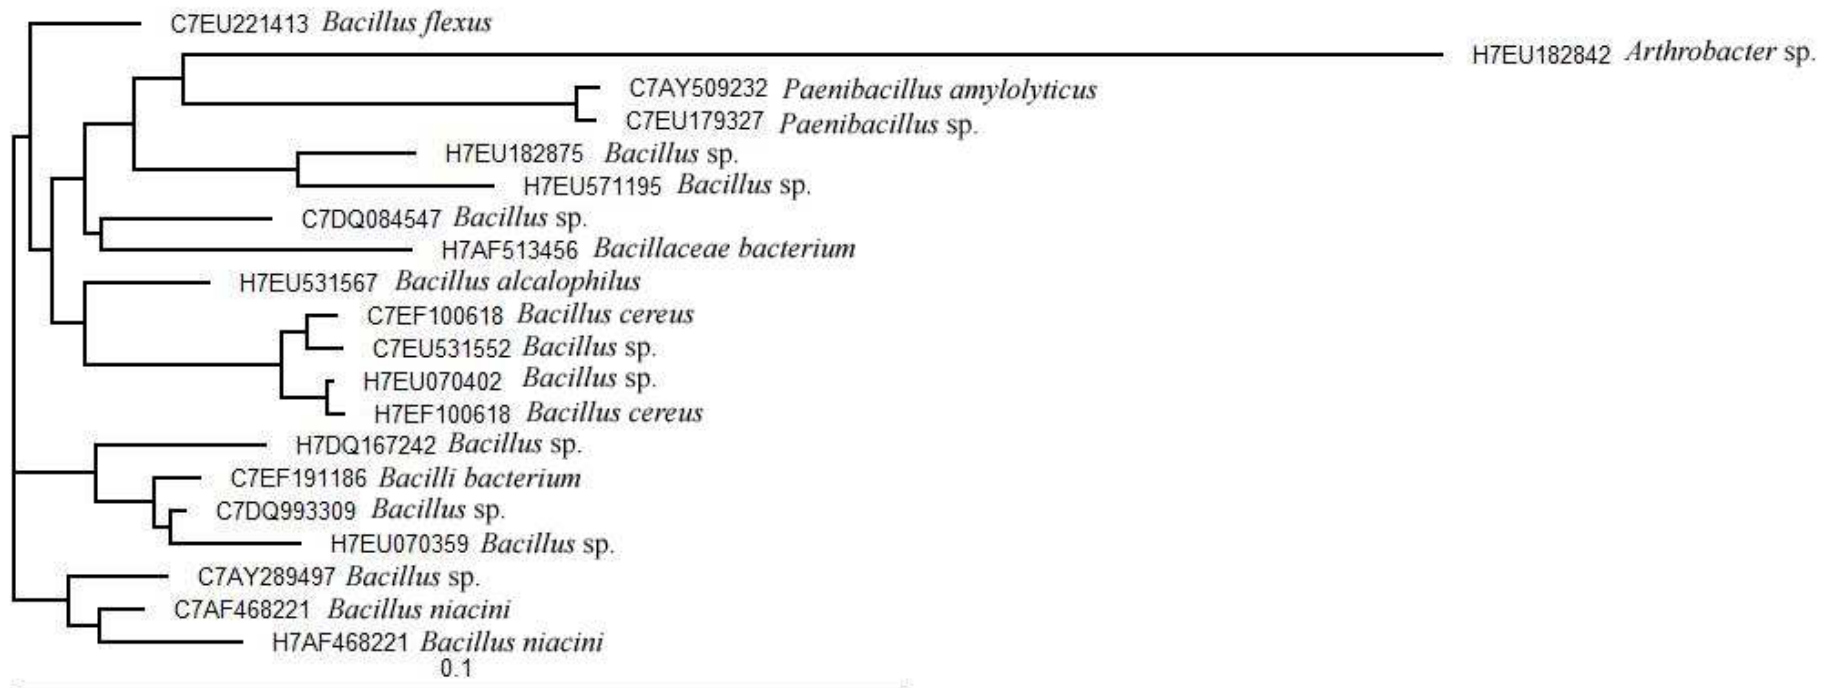 C7EU221413 Bacillus flexus
H7EU182842 Arthrobacter sp.
C7AY509232 Paenibacillus amylolyticus
C7EU179327 Paenibacillus sp.
H7EU182875 Bacillus sp.
H7EU571195 Bacillus sp.
C7DQ084547 Bacillus sp.
H7AF513456 Bacillaceae bacterium
H7EU531567 Bacillus alcalophilus
C7EF100618 Bacillus cereus
C7EU531552 Bacillus sp.
H7EU070402 Bacillus sp.
H7EF100618 Bacillus cereus
H7DQ167242 Bacillus sp.
C7EF191186 Bacilli bacterium
C7DQ993309 Bacillus sp.
H7EU070359 Bacillus sp.
C7AY289497 Bacillus sp.
C7AF468221 Bacillus niacini
H7AF468221 Bacillus niacini
0.1